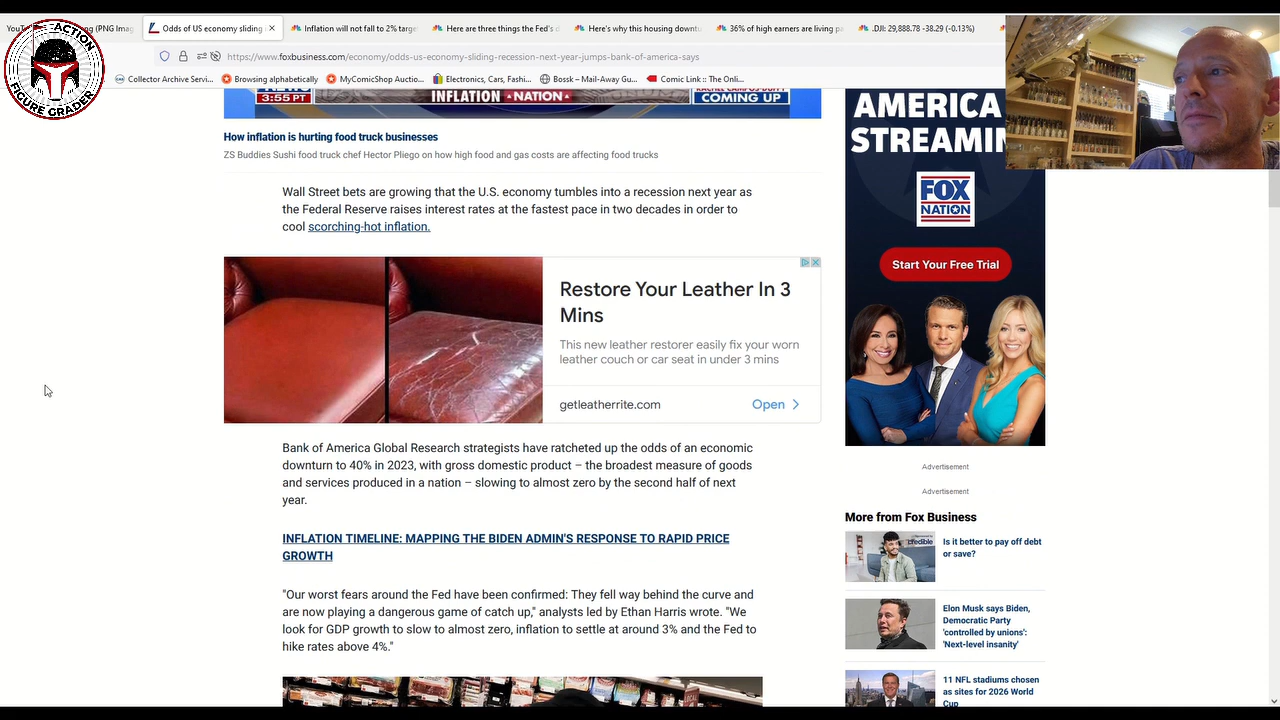 ACTION
FIGURE GRADER
Odds of US economy sliding
Inflation will not fall to 2% targe
Here are three things the Fed's d
Here's why this housing downtu
36% of high earners are living pa
.DJI: 29,888.78 -38.29 (-0.13%)
https://www.foxbusiness.com/economy/odds-us-economy-sliding-recession-next-year-jumps-bank-of-america-says
Collector Archive Servi...
Browsing alphabetically
MyComicShop Auctio...
Electronics, Cars, Fashi...
Bossk – Mail-Away Gu...
Comic Link :: The Onli...
3:55 PT
INFLATION NATION
COMING UP
How inflation is hurting food truck businesses
ZS Buddies Sushi food truck chef Hector Pliego on how high food and gas costs are affecting food trucks
Wall Street bets are growing that the U.S. economy tumbles into a recession next year as
the Federal Reserve raises interest rates at the fastest pace in two decades in order to
cool scorching-hot inflation.
Restore Your Leather In 3
Mins
This new leather restorer easily fix your worn
leather couch or car seat in under 3 mins
getleatherrite.com
Open
Bank of America Global Research strategists have ratcheted up the odds of an economic
downturn to 40% in 2023, with gross domestic product – the broadest measure of goods
and services produced in a nation – slowing to almost zero by the second half of next
year.
INFLATION TIMELINE: MAPPING THE BIDEN ADMIN'S RESPONSE TO RAPID PRICE
GROWTH
"Our worst fears around the Fed have been confirmed: They fell way behind the curve and
are now playing a dangerous game of catch up," analysts led by Ethan Harris wrote. "We
look for GDP growth to slow to almost zero, inflation to settle at around 3% and the Fed to
hike rates above 4%."
AMERICA
STREAMIN
FOX
NATION
Start Your Free Trial
Advertisement
Advertisement
More from Fox Business
Is it better to pay off debt
or save?
Elon Musk says Biden,
Democratic Party
'controlled by unions':
'Next-level insanity'
11 NFL stadiums chosen
as sites for 2026 World
Cup